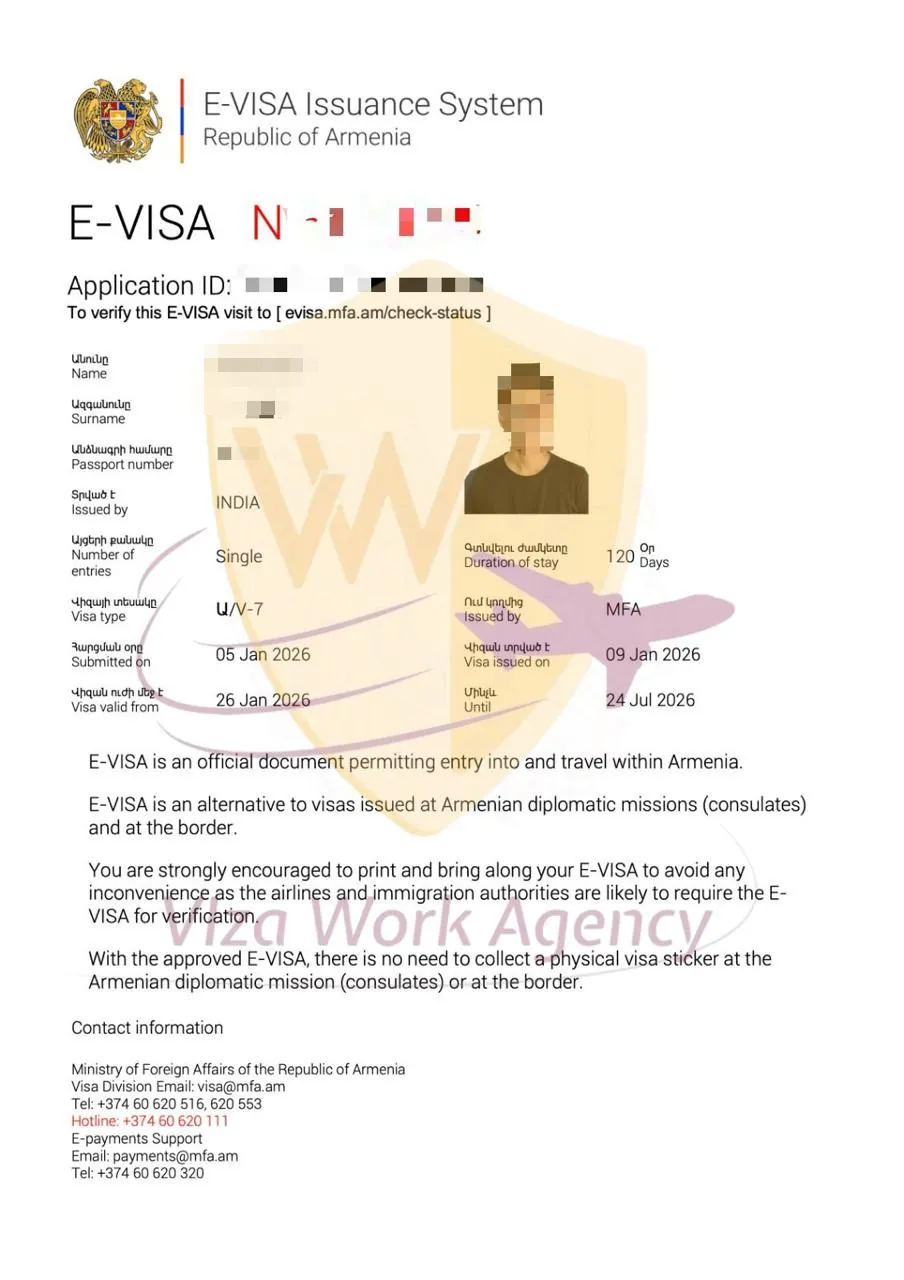 E-VISA Issuance System
Republic of Armenia
E-VISA N
Application ID:
To verify this E-VISA visit to [ evisa.mfa.am/check-status ]
Անունը
Name
Ազգանունը
Surname
Անձնագրի համարը
Passport number
Տրված է
Issued by
INDIA
Այցերի քանակը
Number of
entries
Single
Գտնվելու ժամկետը
Duration of stay
120 Օր
Days
Վիզայի տեսակը
Visa type
Ա/V-7
Ում կողմից
Issued by
MFA
Հարցման օրը
Submitted on
05 Jan 2026
Վիզան տրված է
Visa issued on
09 Jan 2026
Վիզան ուժի մեջ է
Visa valid from
26 Jan 2026
Մինչև
Until
24 Jul 2026
E-VISA is an official document permitting entry into and travel within Armenia.
E-VISA is an alternative to visas issued at Armenian diplomatic missions (consulates)
and at the border.
You are strongly encouraged to print and bring along your E-VISA to avoid any
inconvenience as the airlines and immigration authorities are likely to require the E-
VISA for verification.
Viza Work Agency
With the approved E-VISA, there is no need to collect a physical visa sticker at the
Armenian diplomatic mission (consulates) or at the border.
Contact information
Ministry of Foreign Affairs of the Republic of Armenia
Visa Division Email: visa@mfa.am
Tel: +374 60 620 516, 620 553
Hotline: +374 60 620 111
E-payments Support
Email: payments@mfa.am
Tel: +374 60 620 320